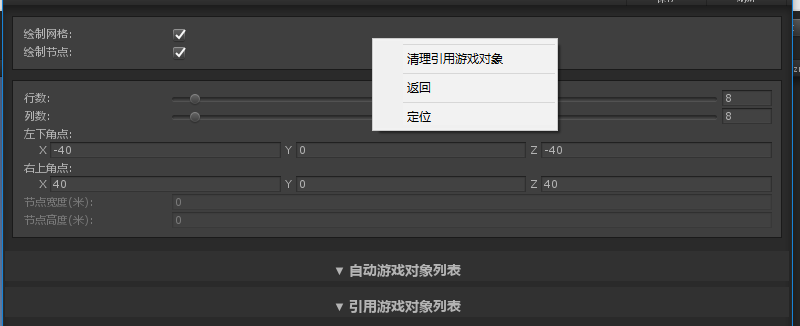 绘制网格:
绘制节点:
清理引用游戏对象
返回
定位
行数: 8
列数: 8
左下角点:
X -40 Y 0 Z -40
右上角点:
X 40 Y 0 Z 40
节点宽度(米): 0
节点高度(米): 0
▼ 自动游戏对象列表
▼ 引用游戏对象列表